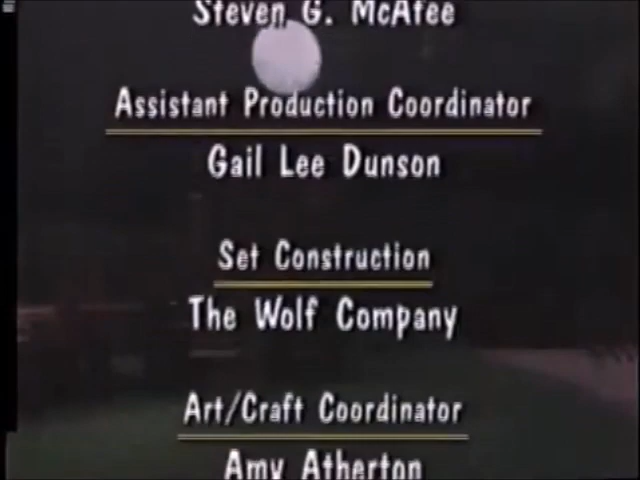 Steven G. McAfee
Assistant Production Coordinator
Gail Lee Dunson
Set Construction
The Wolf Company
Art/Craft Coordinator
Amy Atherton